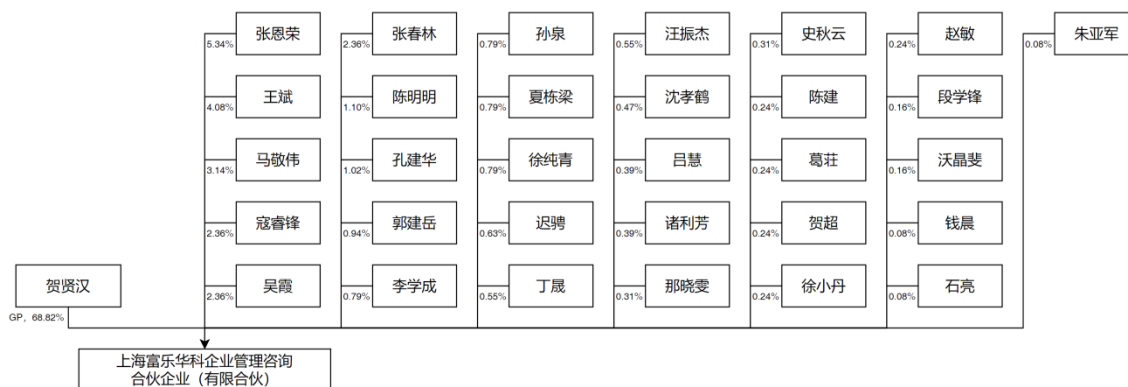 张恩荣
张春林
孙泉
汪振杰
史秋云
赵敏
朱亚军
5.34%
2.36%
0.79%
0.55%
0.31%
0.24%
0.08%
王斌
陈明明
夏栋梁
沈孝鹤
陈建
段学锋
4.08%
1.10%
0.79%
0.47%
0.24%
0.16%
马敬伟
孔建华
徐纯青
吕慧
葛荘
沃晶斐
3.14%
1.02%
0.79%
0.39%
0.24%
0.16%
寇睿锋
郭建岳
迟骋
诸利芳
贺超
钱晨
2.36%
0.94%
0.63%
0.39%
0.24%
0.08%
贺贤汉
吴霞
李学成
丁晟
那晓雯
徐小丹
石亮
2.36%
0.79%
0.55%
0.31%
0.24%
0.08%
GP，68.82%
上海富乐华科企业管理咨询
合伙企业（有限合伙）